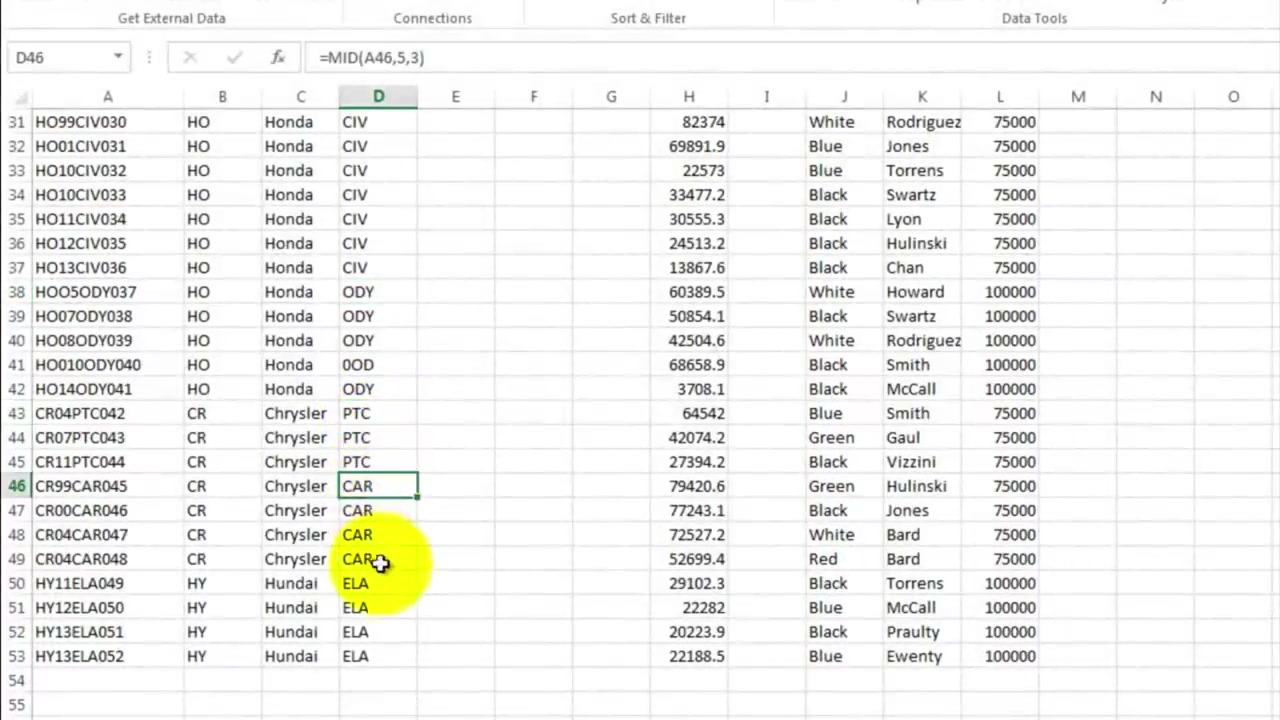 Get External Data Connections Sort & Filter Data Tools
D46 fx =MID(A46,5,3)
A B C D E F G H I J K L M N O
31 HO99CIV030 HO Honda CIV 82374 White Rodriguez 75000
32 HO01CIV031 HO Honda CIV 69891.9 Blue Jones 75000
33 HO10CIV032 HO Honda CIV 22573 Blue Torrens 75000
34 HO10CIV033 HO Honda CIV 33477.2 Black Swartz 75000
35 HO11CIV034 HO Honda CIV 30555.3 Black Lyon 75000
36 HO12CIV035 HO Honda CIV 24513.2 Black Hulinski 75000
37 HO13CIV036 HO Honda CIV 13867.6 Black Chan 75000
38 HOO5ODY037 HO Honda ODY 60389.5 White Howard 100000
39 HO07ODY038 HO Honda ODY 50854.1 Black Swartz 100000
40 HO08ODY039 HO Honda ODY 42504.6 White Rodriguez 100000
41 HO010ODY040 HO Honda 0OD 68658.9 Black Smith 100000
42 HO14ODY041 HO Honda ODY 3708.1 Black McCall 100000
43 CR04PTC042 CR Chrysler PTC 64542 Blue Smith 75000
44 CR07PTC043 CR Chrysler PTC 42074.2 Green Gaul 75000
45 CR11PTC044 CR Chrysler PTC 27394.2 Black Vizzini 75000
46 CR99CAR045 CR Chrysler CAR 79420.6 Green Hulinski 75000
47 CR00CAR046 CR Chrysler CAR 77243.1 Black Jones 75000
48 CR04CAR047 CR Chrysler CAR 72527.2 White Bard 75000
49 CR04CAR048 CR Chrysler CAR 52699.4 Red Bard 75000
50 HY11ELA049 HY Hundai ELA 29102.3 Black Torrens 100000
51 HY12ELA050 HY Hundai ELA 22282 Blue McCall 100000
52 HY13ELA051 HY Hundai ELA 20223.9 Black Praulty 100000
53 HY13ELA052 HY Hundai ELA 22188.5 Blue Ewenty 100000
54
55